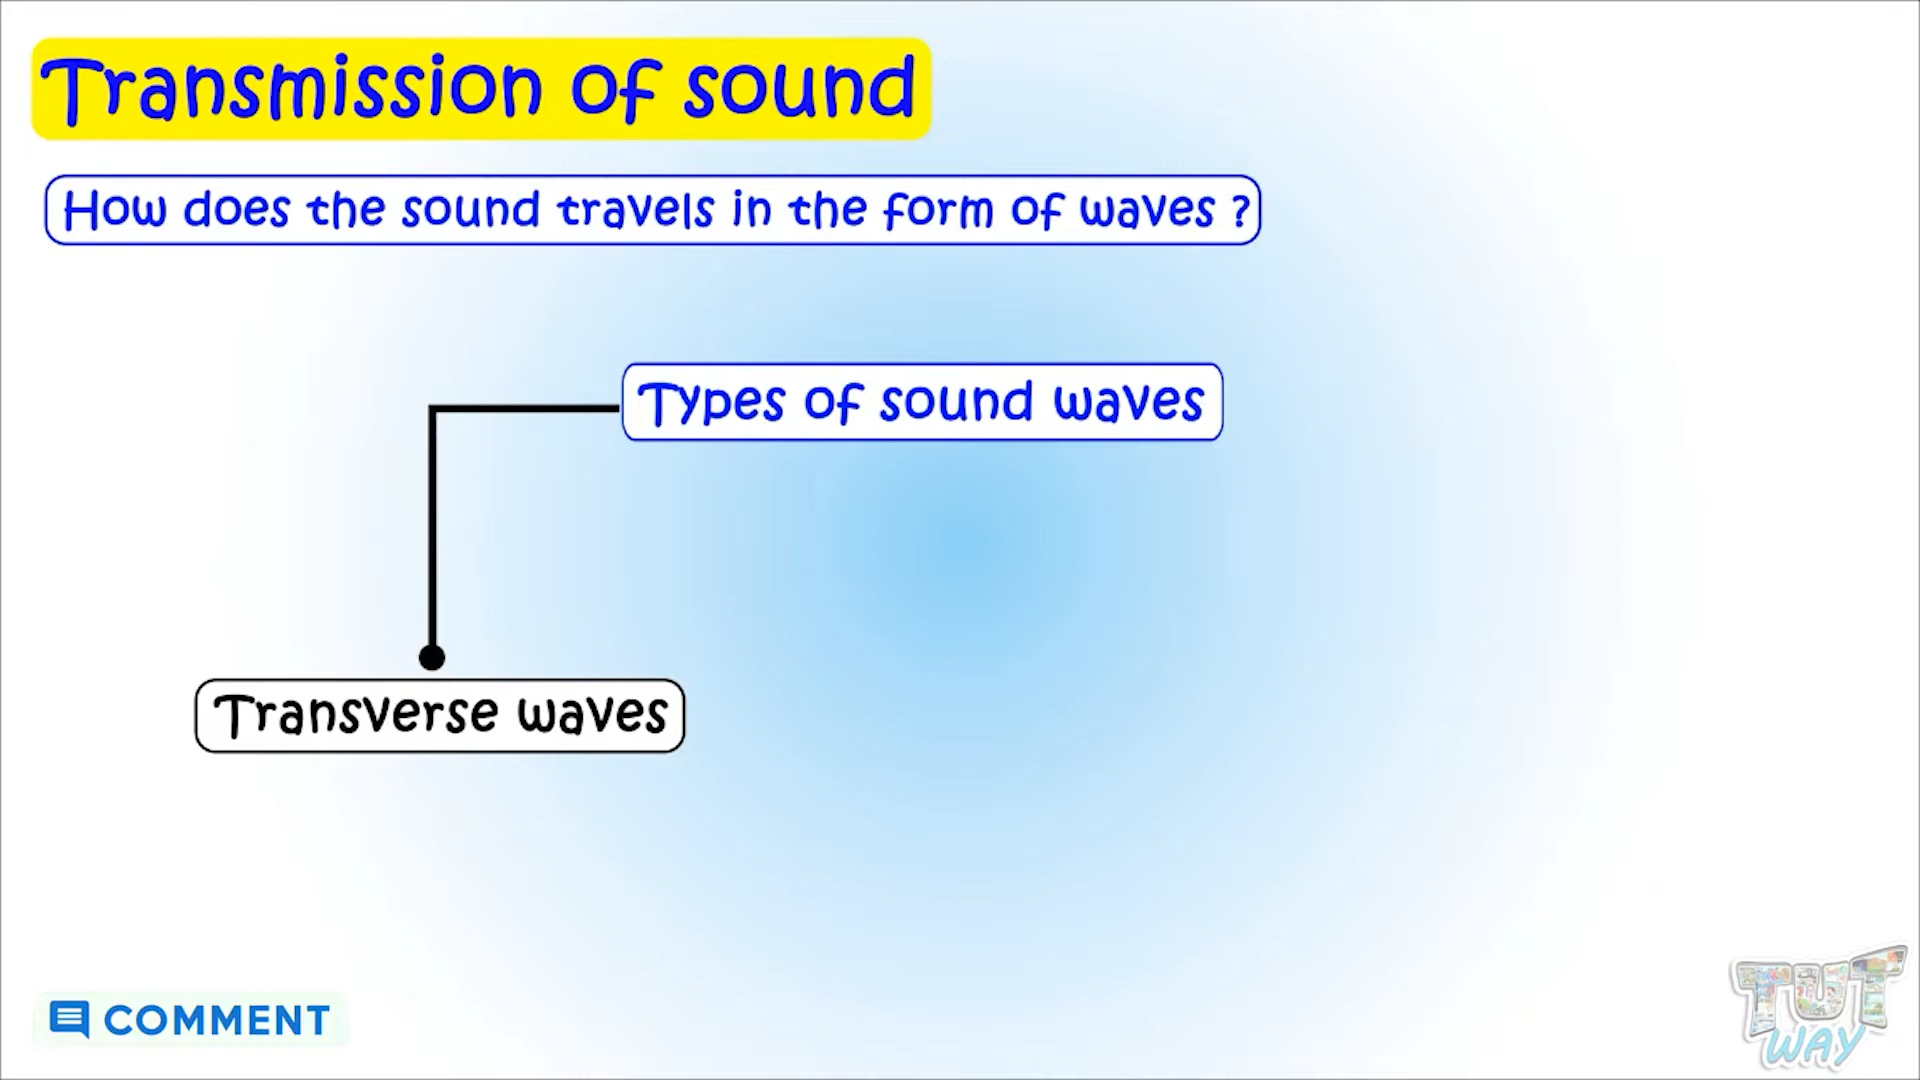 Transmission of sound
How does the sound travels in the form of waves ?
Types of sound waves
Transverse waves
COMMENT
TUT
WAY